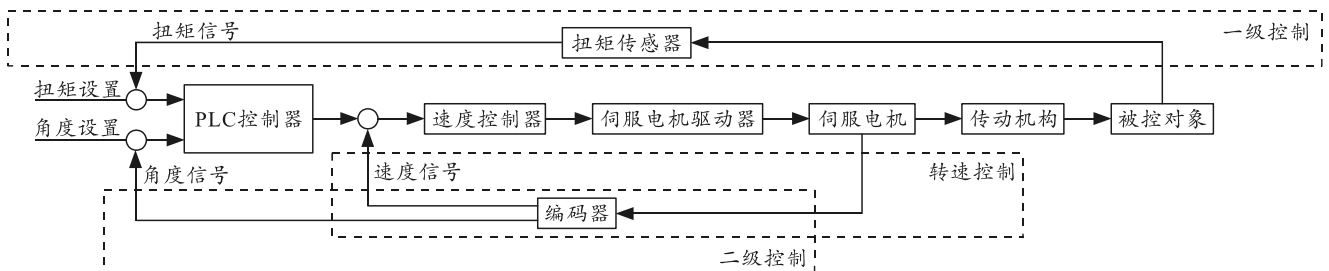 扭矩信号
扭矩传感器
一级控制
扭矩设置
角度设置
PLC控制器
速度控制器
伺服电机驱动器
伺服电机
传动机构
被控对象
角度信号
速度信号
转速控制
编码器
二级控制